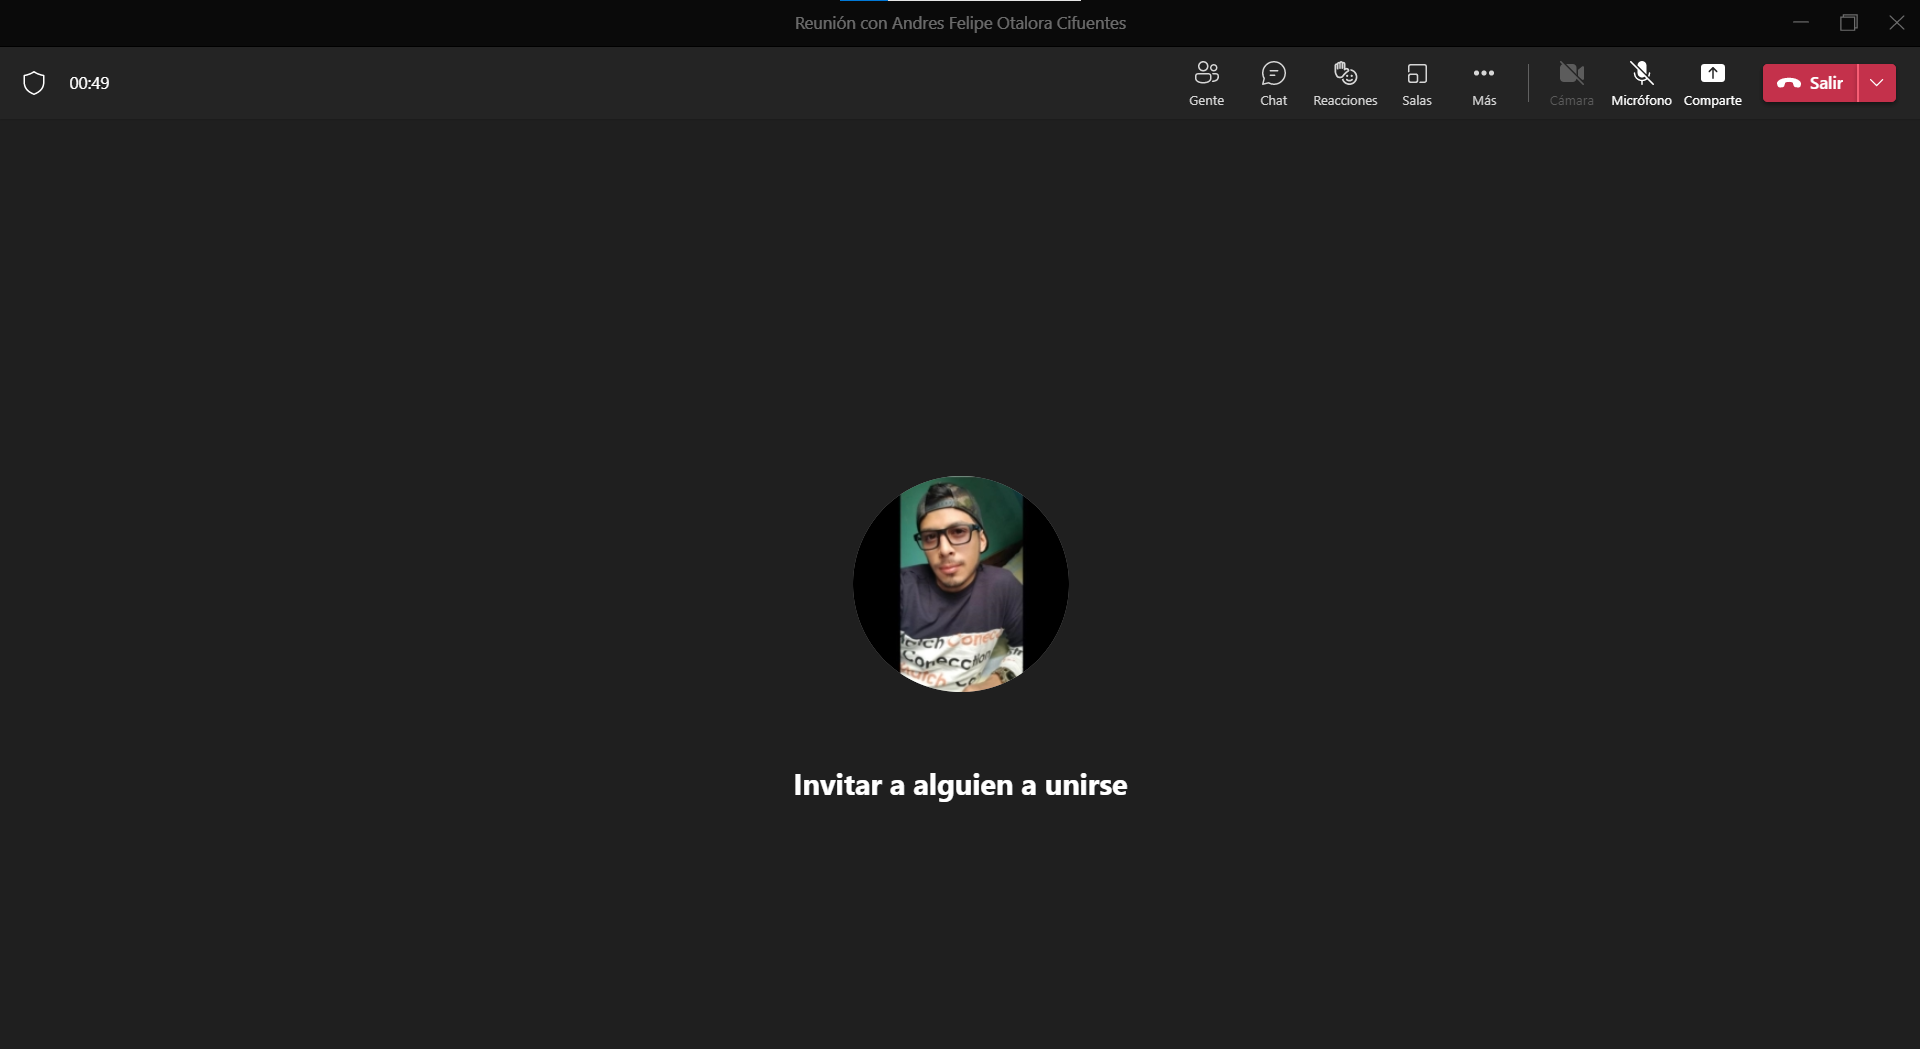 Reunión con Andres Felipe Otalora Cifuentes
00:49
Gente
Chat
Reacciones
Salas
Más
Cámara
Micrófono
Comparte
Salir
Conecction
Invitar a alguien a unirse